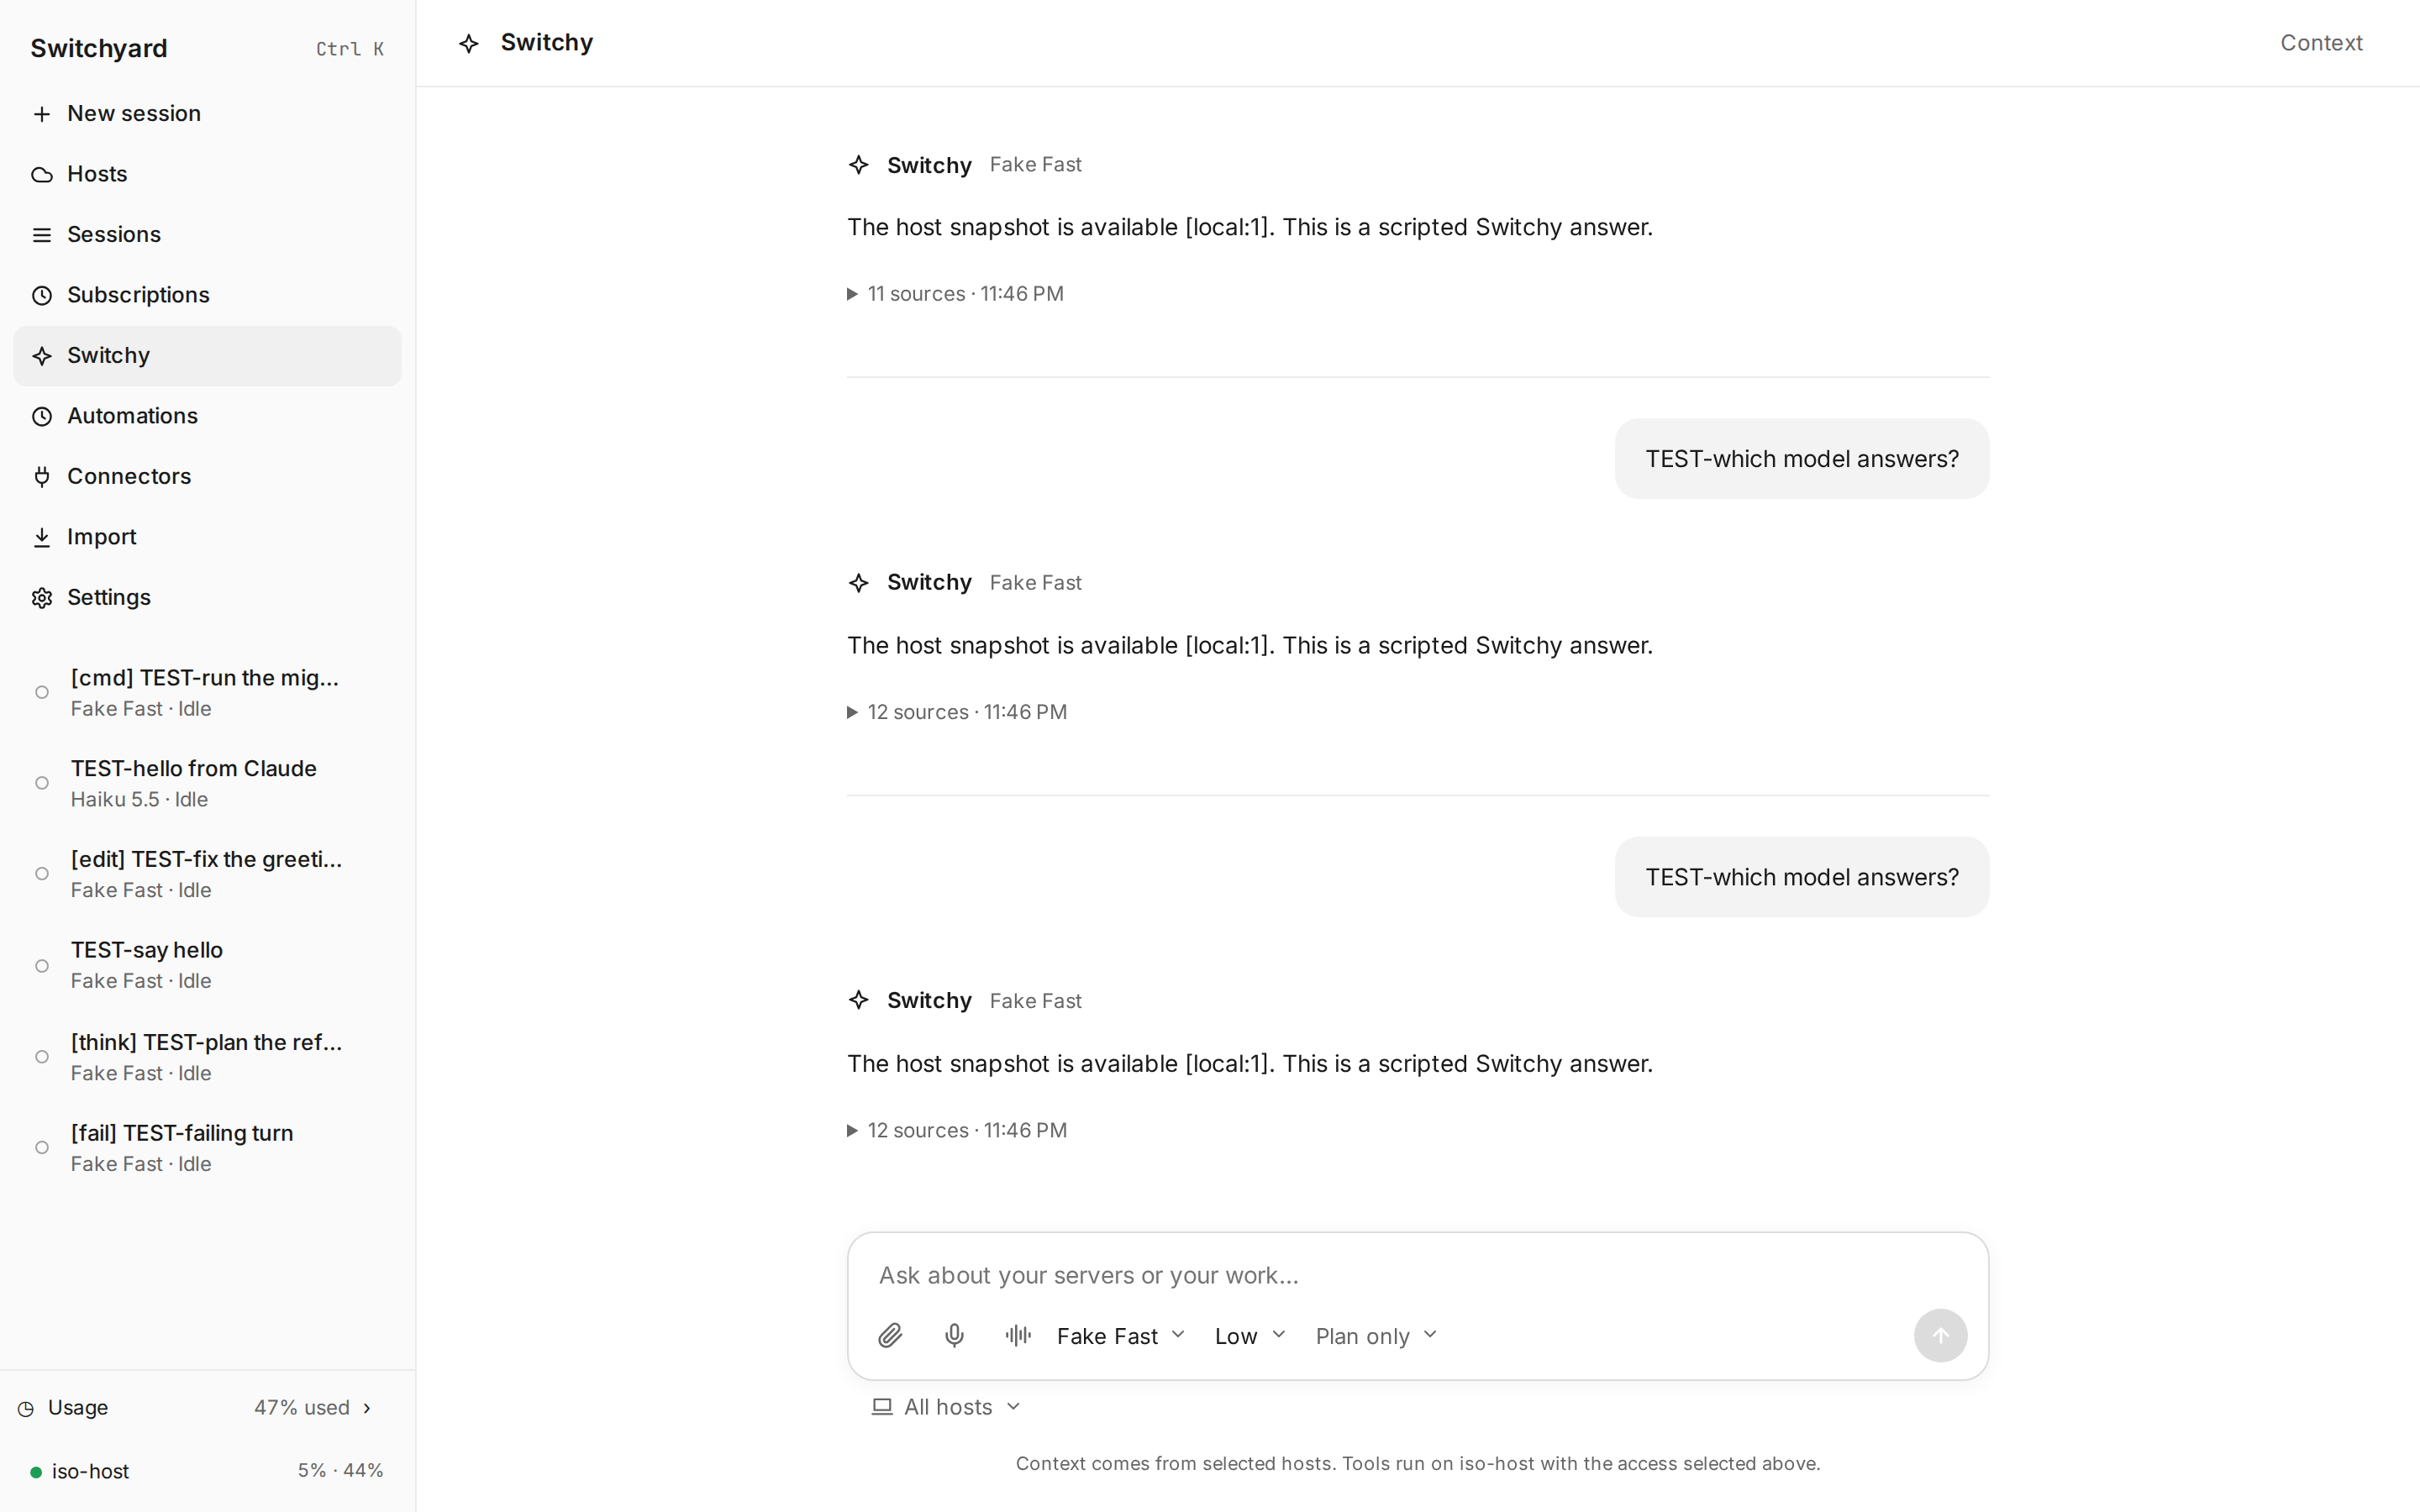 Switchyard
Ctrl K
New session
Hosts
Sessions
Subscriptions
Switchy
Automations
Connectors
Import
Settings
[cmd] TEST-run the mig...
Fake Fast · Idle
TEST-hello from Claude
Haiku 5.5 · Idle
[edit] TEST-fix the greeti...
Fake Fast · Idle
TEST-say hello
Fake Fast · Idle
[think] TEST-plan the ref...
Fake Fast · Idle
[fail] TEST-failing turn
Fake Fast · Idle
Usage
47% used
iso-host
5% · 44%
Switchy
Context
Switchy Fake Fast
The host snapshot is available [local:1]. This is a scripted Switchy answer.
11 sources · 11:46 PM
TEST-which model answers?
Switchy Fake Fast
The host snapshot is available [local:1]. This is a scripted Switchy answer.
12 sources · 11:46 PM
TEST-which model answers?
Switchy Fake Fast
The host snapshot is available [local:1]. This is a scripted Switchy answer.
12 sources · 11:46 PM
Ask about your servers or your work...
Fake Fast Low Plan only
All hosts
Context comes from selected hosts. Tools run on iso-host with the access selected above.